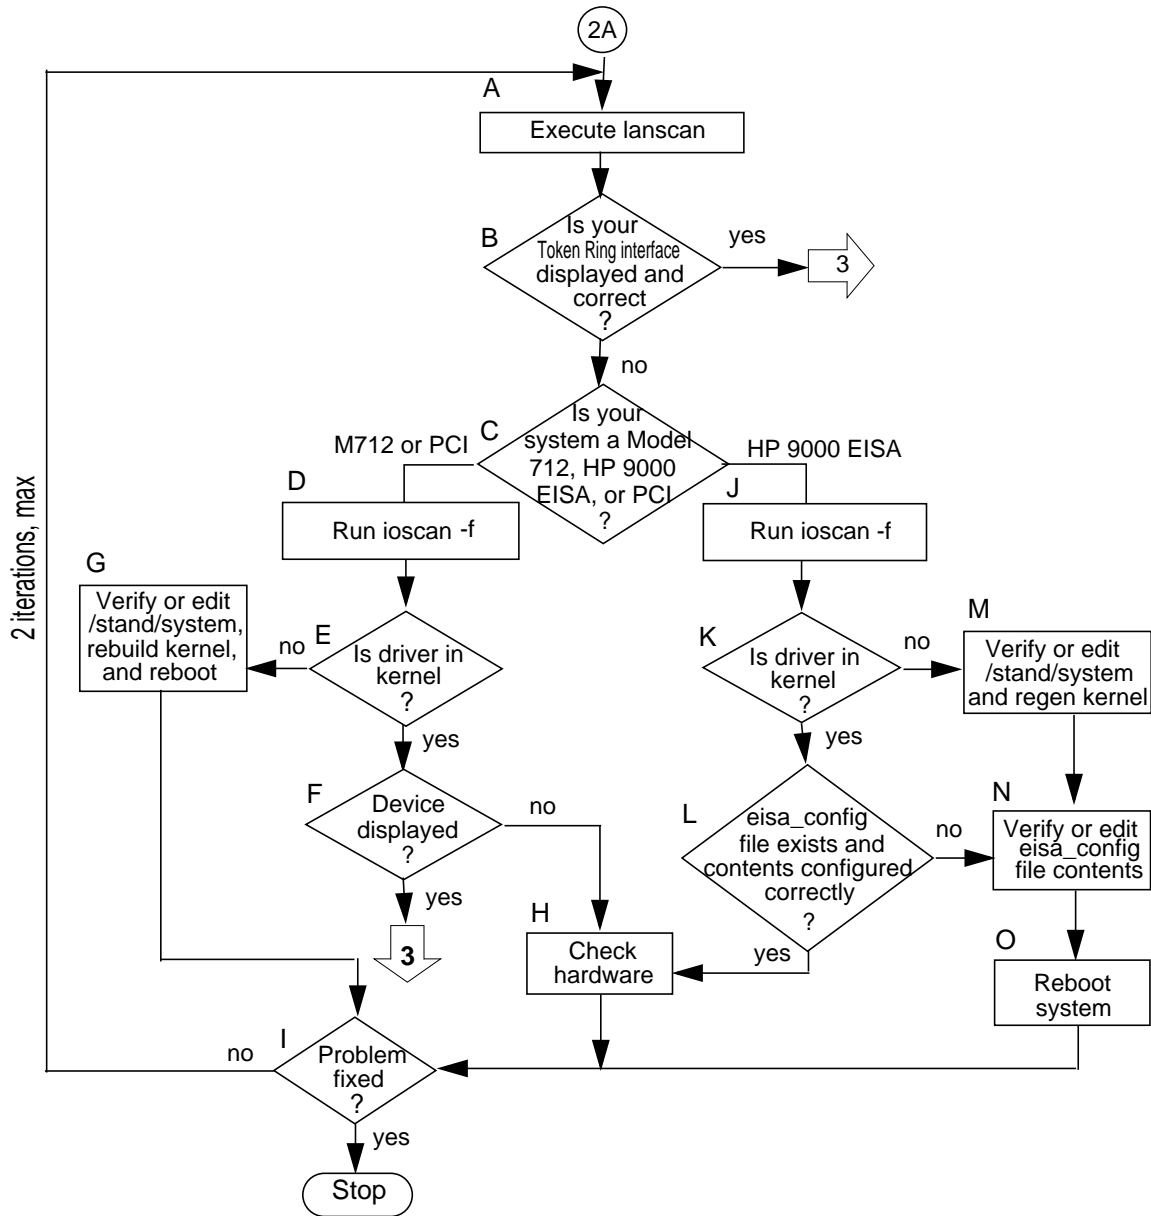 2A
A
Execute lanscan
B
Is your
Token Ring interface
displayed and
correct
?
yes
3
no
C
Is your
system a Model
712, HP 9000
EISA, or PCI
?
M712 or PCI
HP 9000 EISA
D
Run ioscan -f
J
Run ioscan -f
2 iterations, max
G
Verify or edit
/stand/system,
rebuild kernel,
and reboot
no
E
Is driver in
kernel
?
yes
K
Is driver in
kernel
?
no
yes
M
Verify or edit
/stand/system
and regen kernel
F
Device
displayed
?
no
yes
3
L
eisa_config
file exists and
contents configured
correctly
?
no
yes
N
Verify or edit
eisa_config
file contents
H
Check
hardware
O
Reboot
system
I
Problem
fixed
?
no
yes
Stop